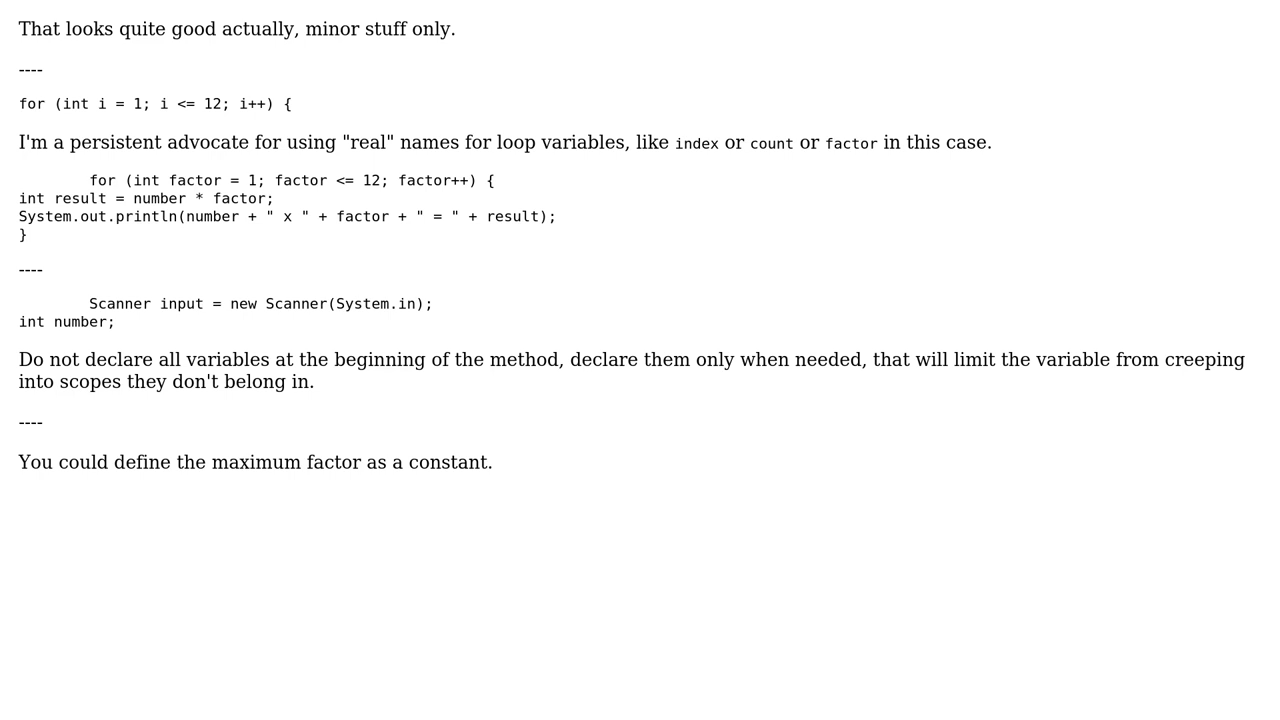 That looks quite good actually, minor stuff only.
----
for (int i = 1; i <= 12; i++) {
I'm a persistent advocate for using "real" names for loop variables, like index or count or factor in this case.
        for (int factor = 1; factor <= 12; factor++) {
int result = number * factor;
System.out.println(number + " x " + factor + " = " + result);
}
----
        Scanner input = new Scanner(System.in);
int number;
Do not declare all variables at the beginning of the method, declare them only when needed, that will limit the variable from creeping
into scopes they don't belong in.
----
You could define the maximum factor as a constant.